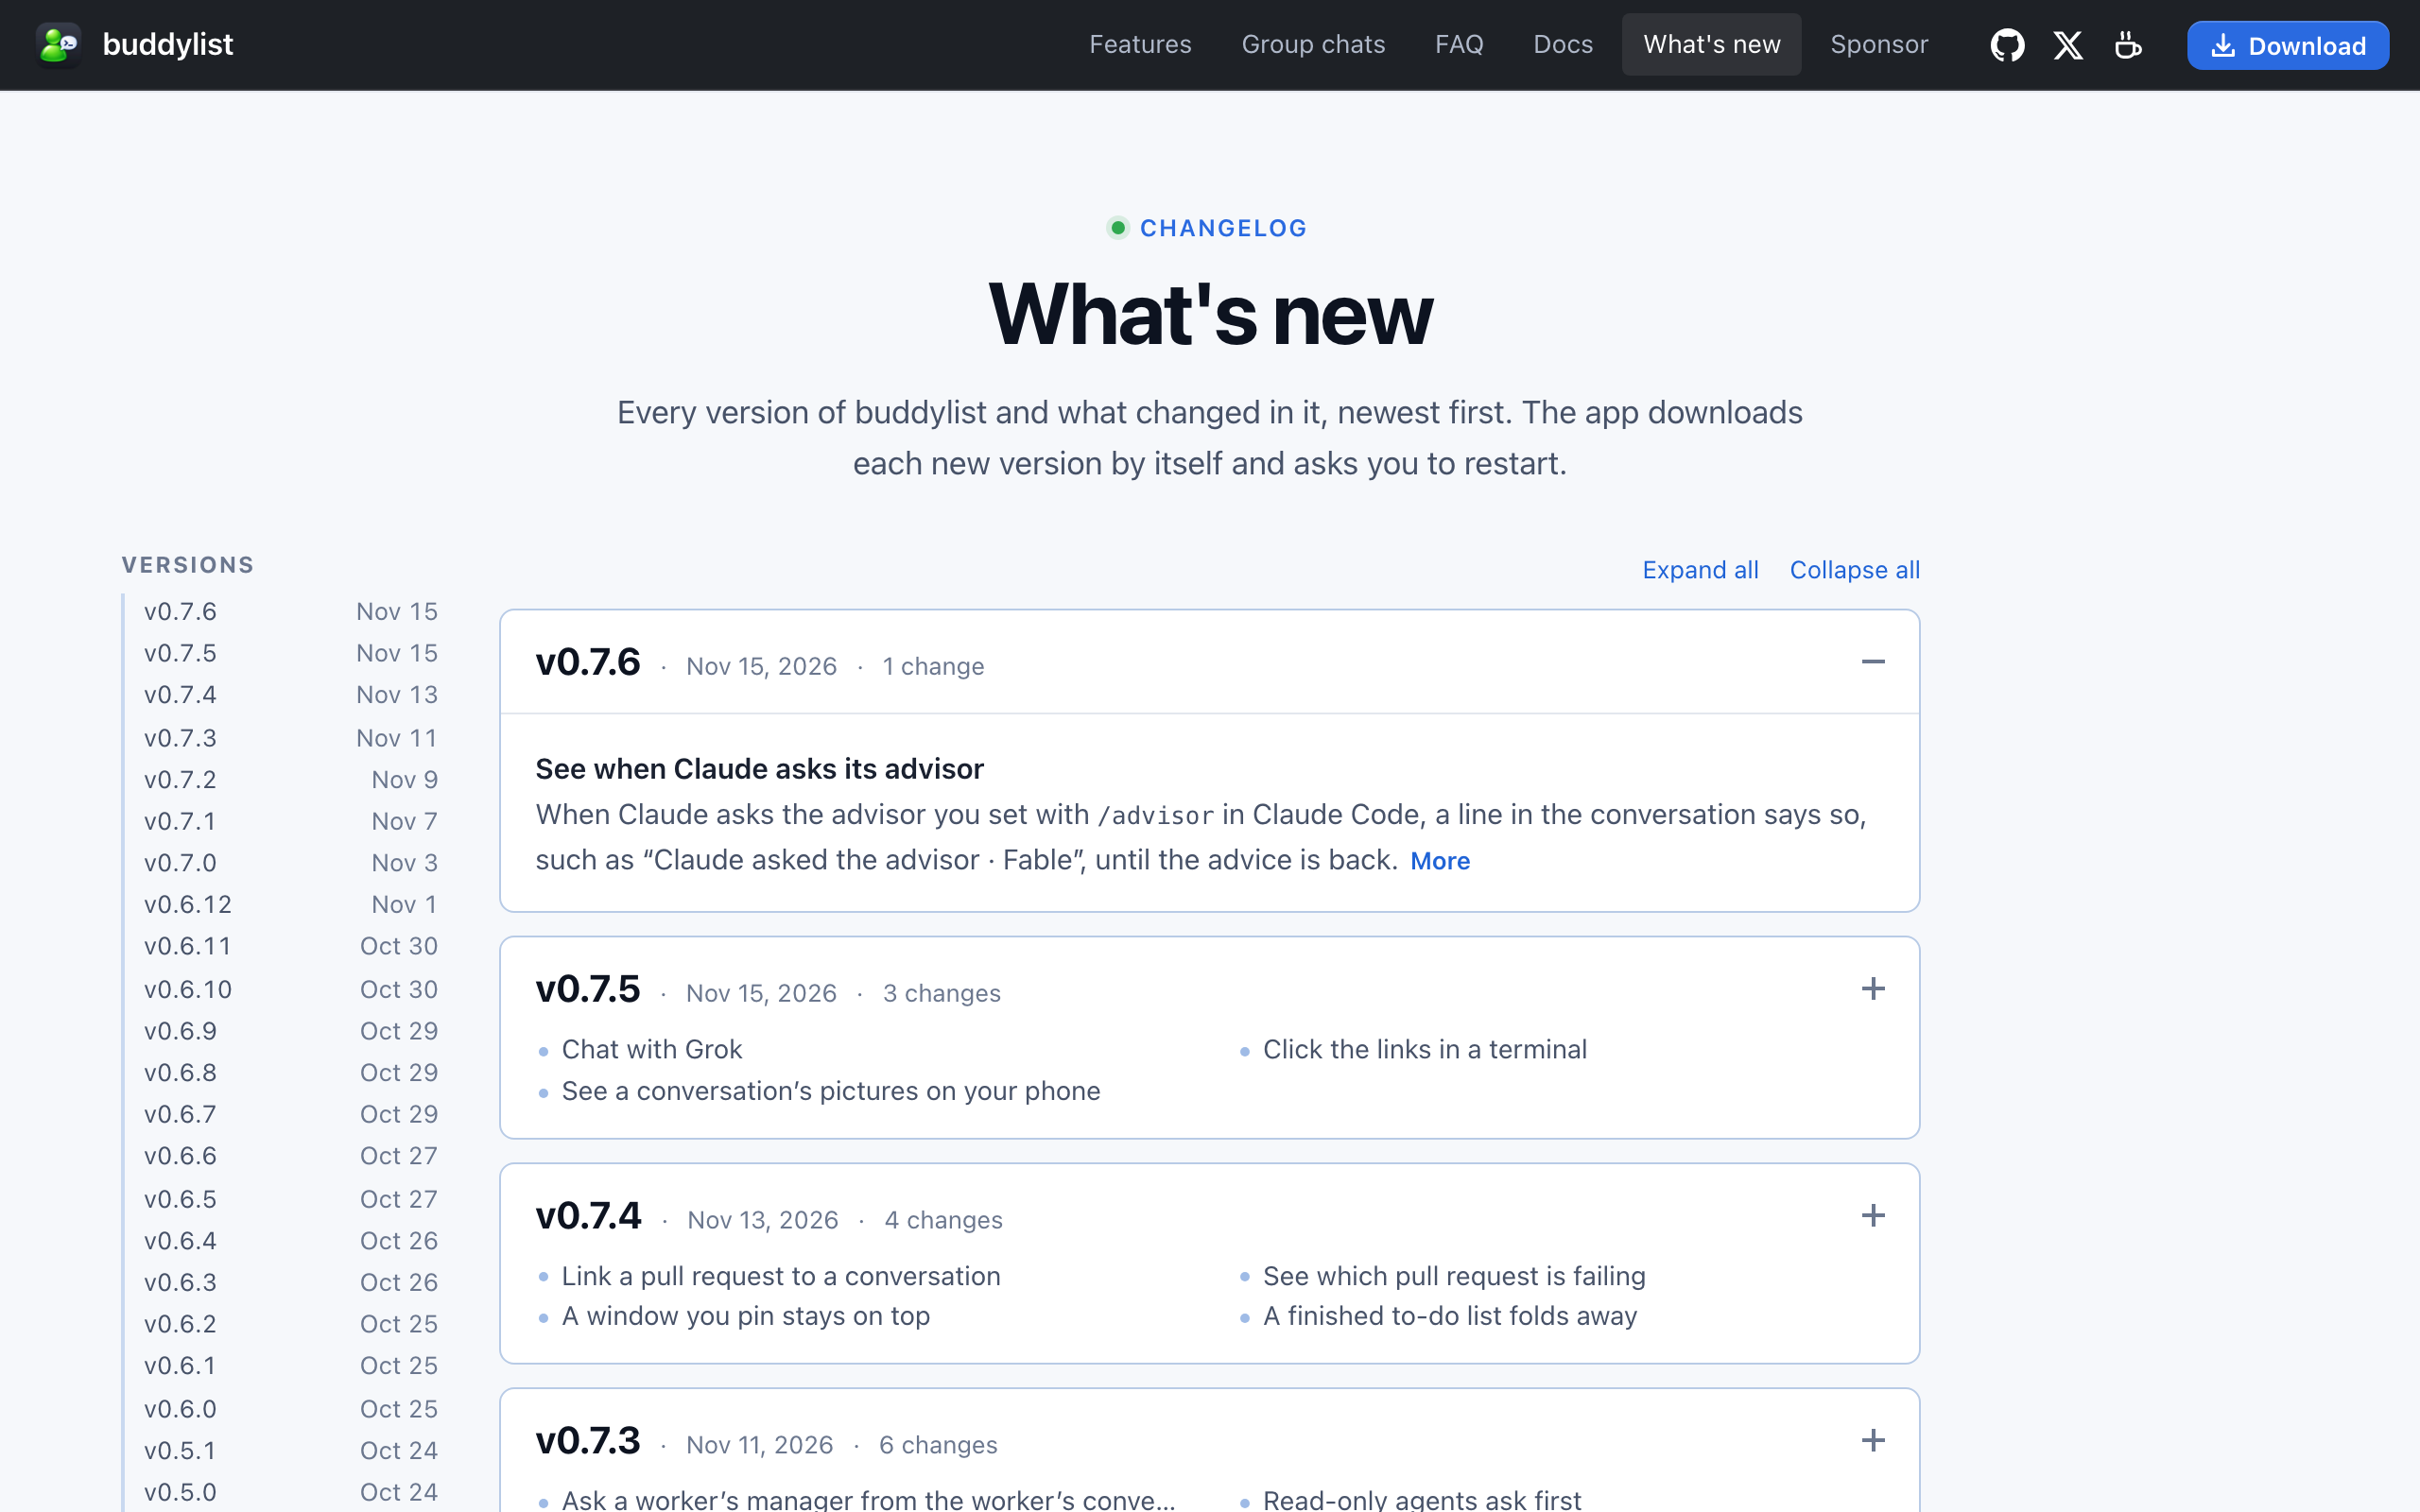 buddylist
Features Group chats FAQ Docs What's new Sponsor Download
CHANGELOG
What's new
Every version of buddylist and what changed in it, newest first. The app downloads
each new version by itself and asks you to restart.
VERSIONS
v0.7.6 Nov 15
v0.7.5 Nov 15
v0.7.4 Nov 13
v0.7.3 Nov 11
v0.7.2 Nov 9
v0.7.1 Nov 7
v0.7.0 Nov 3
v0.6.12 Nov 1
v0.6.11 Oct 30
v0.6.10 Oct 30
v0.6.9 Oct 29
v0.6.8 Oct 29
v0.6.7 Oct 29
v0.6.6 Oct 27
v0.6.5 Oct 27
v0.6.4 Oct 26
v0.6.3 Oct 26
v0.6.2 Oct 25
v0.6.1 Oct 25
v0.6.0 Oct 25
v0.5.1 Oct 24
v0.5.0 Oct 24
Expand all Collapse all
v0.7.6 · Nov 15, 2026 · 1 change
See when Claude asks its advisor
When Claude asks the advisor you set with /advisor in Claude Code, a line in the conversation says so,
such as “Claude asked the advisor · Fable”, until the advice is back. More
v0.7.5 · Nov 15, 2026 · 3 changes
Chat with Grok
Click the links in a terminal
See a conversation’s pictures on your phone
v0.7.4 · Nov 13, 2026 · 4 changes
Link a pull request to a conversation
See which pull request is failing
A window you pin stays on top
A finished to-do list folds away
v0.7.3 · Nov 11, 2026 · 6 changes
Ask a worker’s manager from the worker’s conve...
Read-only agents ask first